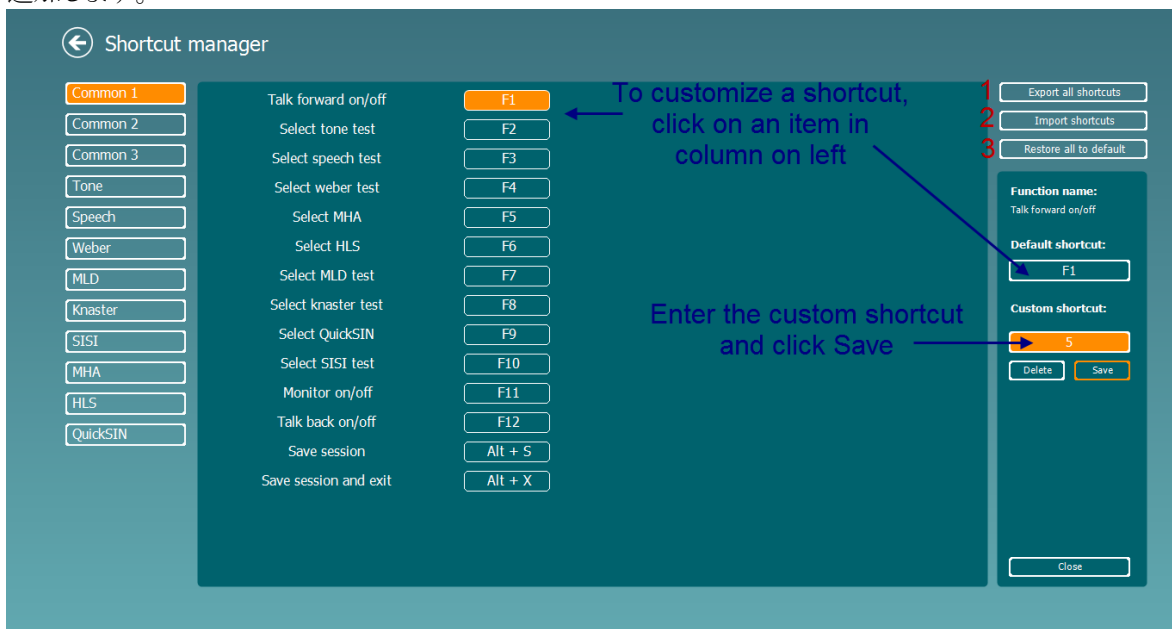 追加します。
Shortcut manager
Common 1
Common 2
Common 3
Tone
Speech
Weber
MLD
Knaster
SISI
MHA
HLS
QuickSIN
Talk forward on/off F1
Select tone test F2
Select speech test F3
Select weber test F4
Select MHA F5
Select HLS F6
Select MLD test F7
Select knaster test F8
Select QuickSIN F9
Select SISI test F10
Monitor on/off F11
Talk back on/off F12
Save session Alt + S
Save session and exit Alt + X
To customize a shortcut,
click on an item in
column on left
Enter the custom shortcut
and click Save
1 Export all shortcuts
2 Import shortcuts
3 Restore all to default
Function name:
Talk forward on/off
Default shortcut:
F1
Custom shortcut:
5
Delete Save
Close